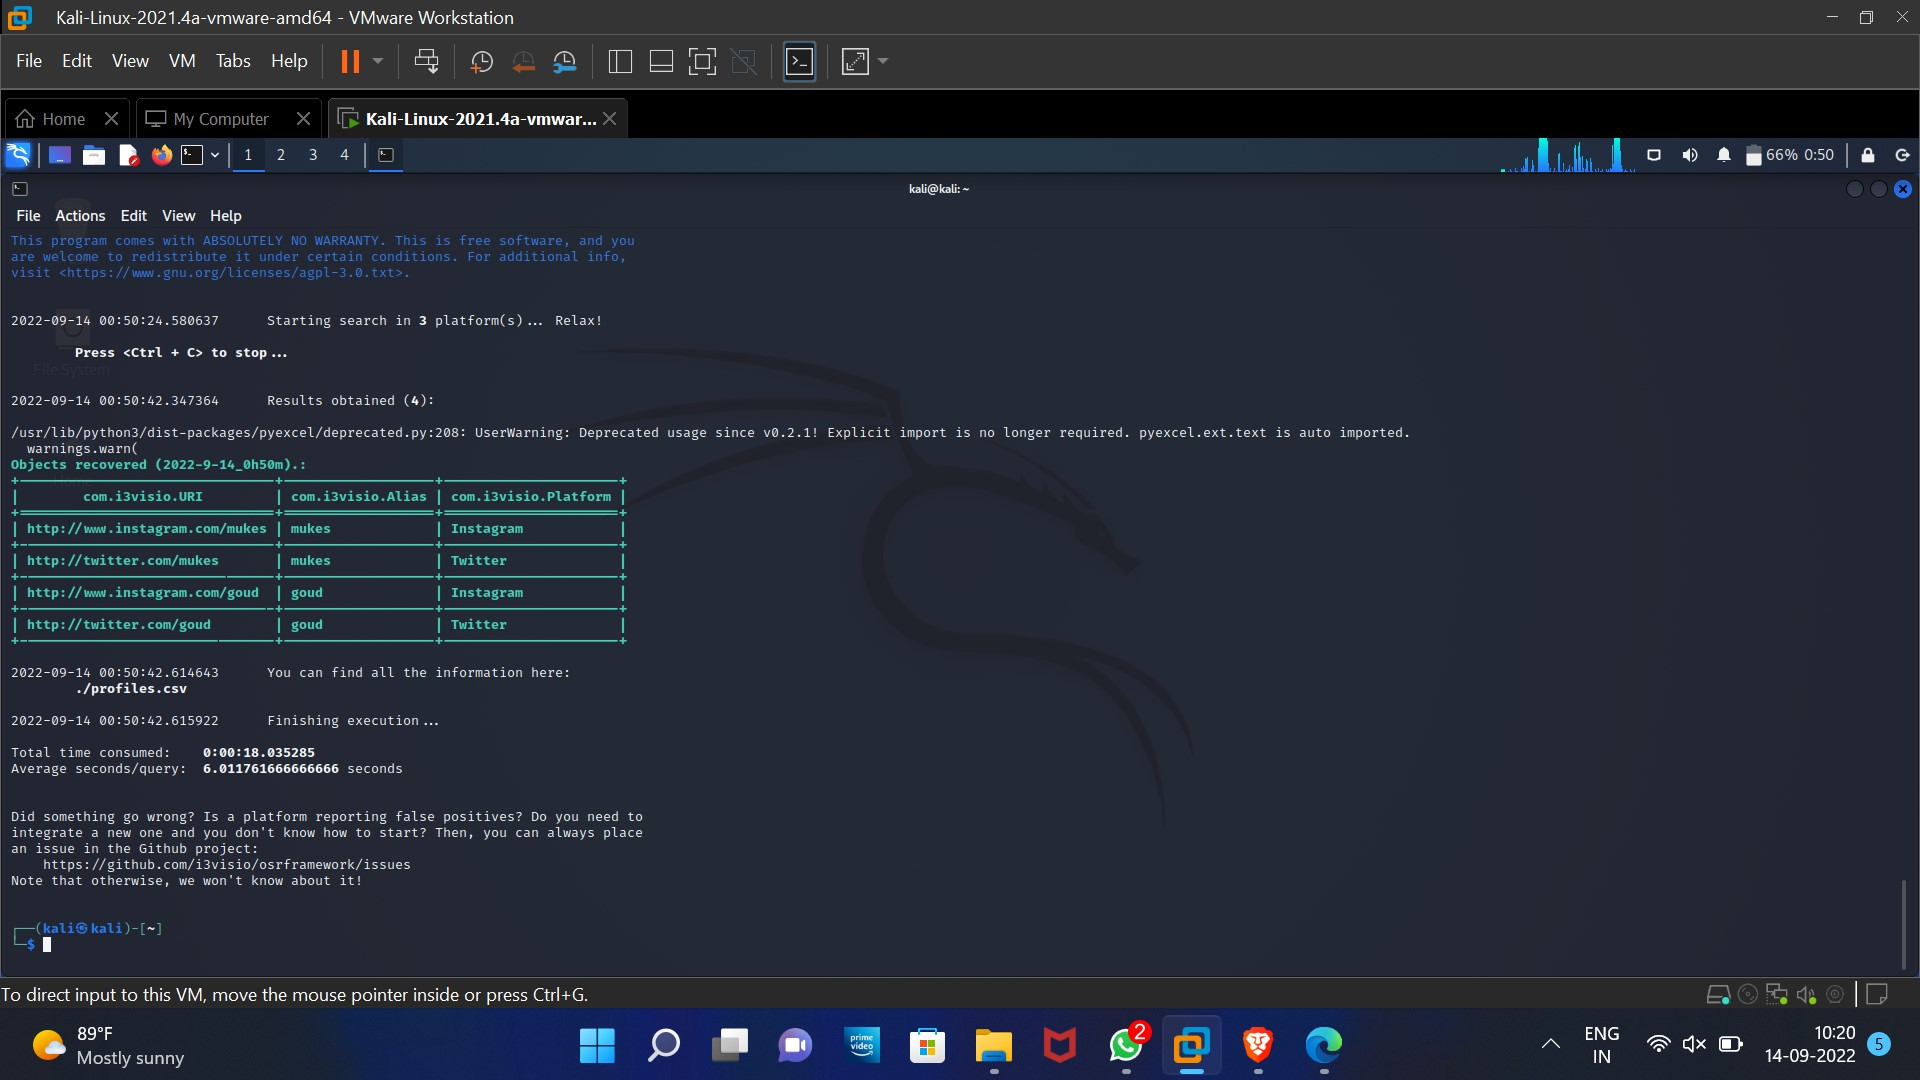 Kali-Linux-2021.4a-vmware-amd64 - VMware Workstation
File Edit View VM Tabs Help
Home My Computer Kali-Linux-2021.4a-vmwar...
1 2 3 4 66% 0:50
kali@kali: ~
File Actions Edit View Help
This program comes with ABSOLUTELY NO WARRANTY. This is free software, and you
are welcome to redistribute it under certain conditions. For additional info,
visit <https://www.gnu.org/licenses/agpl-3.0.txt>.
2022-09-14 00:50:24.580637 Starting search in 3 platform(s)... Relax!
Press <Ctrl + C> to stop...
File System
2022-09-14 00:50:42.347364 Results obtained (4):
/usr/lib/python3/dist-packages/pyexcel/deprecated.py:208: UserWarning: Deprecated usage since v0.2.1! Explicit import is no longer required. pyexcel.ext.text is auto imported.
warnings.warn(
Objects recovered (2022-9-14_0h50m).:
Home
| com.i3visio.URI | com.i3visio.Alias | com.i3visio.Platform |
| http://www.instagram.com/mukes | mukes | Instagram |
| http://twitter.com/mukes | mukes | Twitter |
| http://www.instagram.com/goud | goud | Instagram |
| http://twitter.com/goud | goud | Twitter |
2022-09-14 00:50:42.614643 You can find all the information here:
./profiles.csv
2022-09-14 00:50:42.615922 Finishing execution...
Total time consumed: 0:00:18.035285
Average seconds/query: 6.011761666666666 seconds
Did something go wrong? Is a platform reporting false positives? Do you need to
integrate a new one and you don't know how to start? Then, you can always place
an issue in the Github project:
https://github.com/i3visio/osrframework/issues
Note that otherwise, we won't know about it!
┌──(kali㉿kali)-[~]
└─$
To direct input to this VM, move the mouse pointer inside or press Ctrl+G.
89°F
Mostly sunny
prime video
2
ENG
IN
10:20
14-09-2022
5